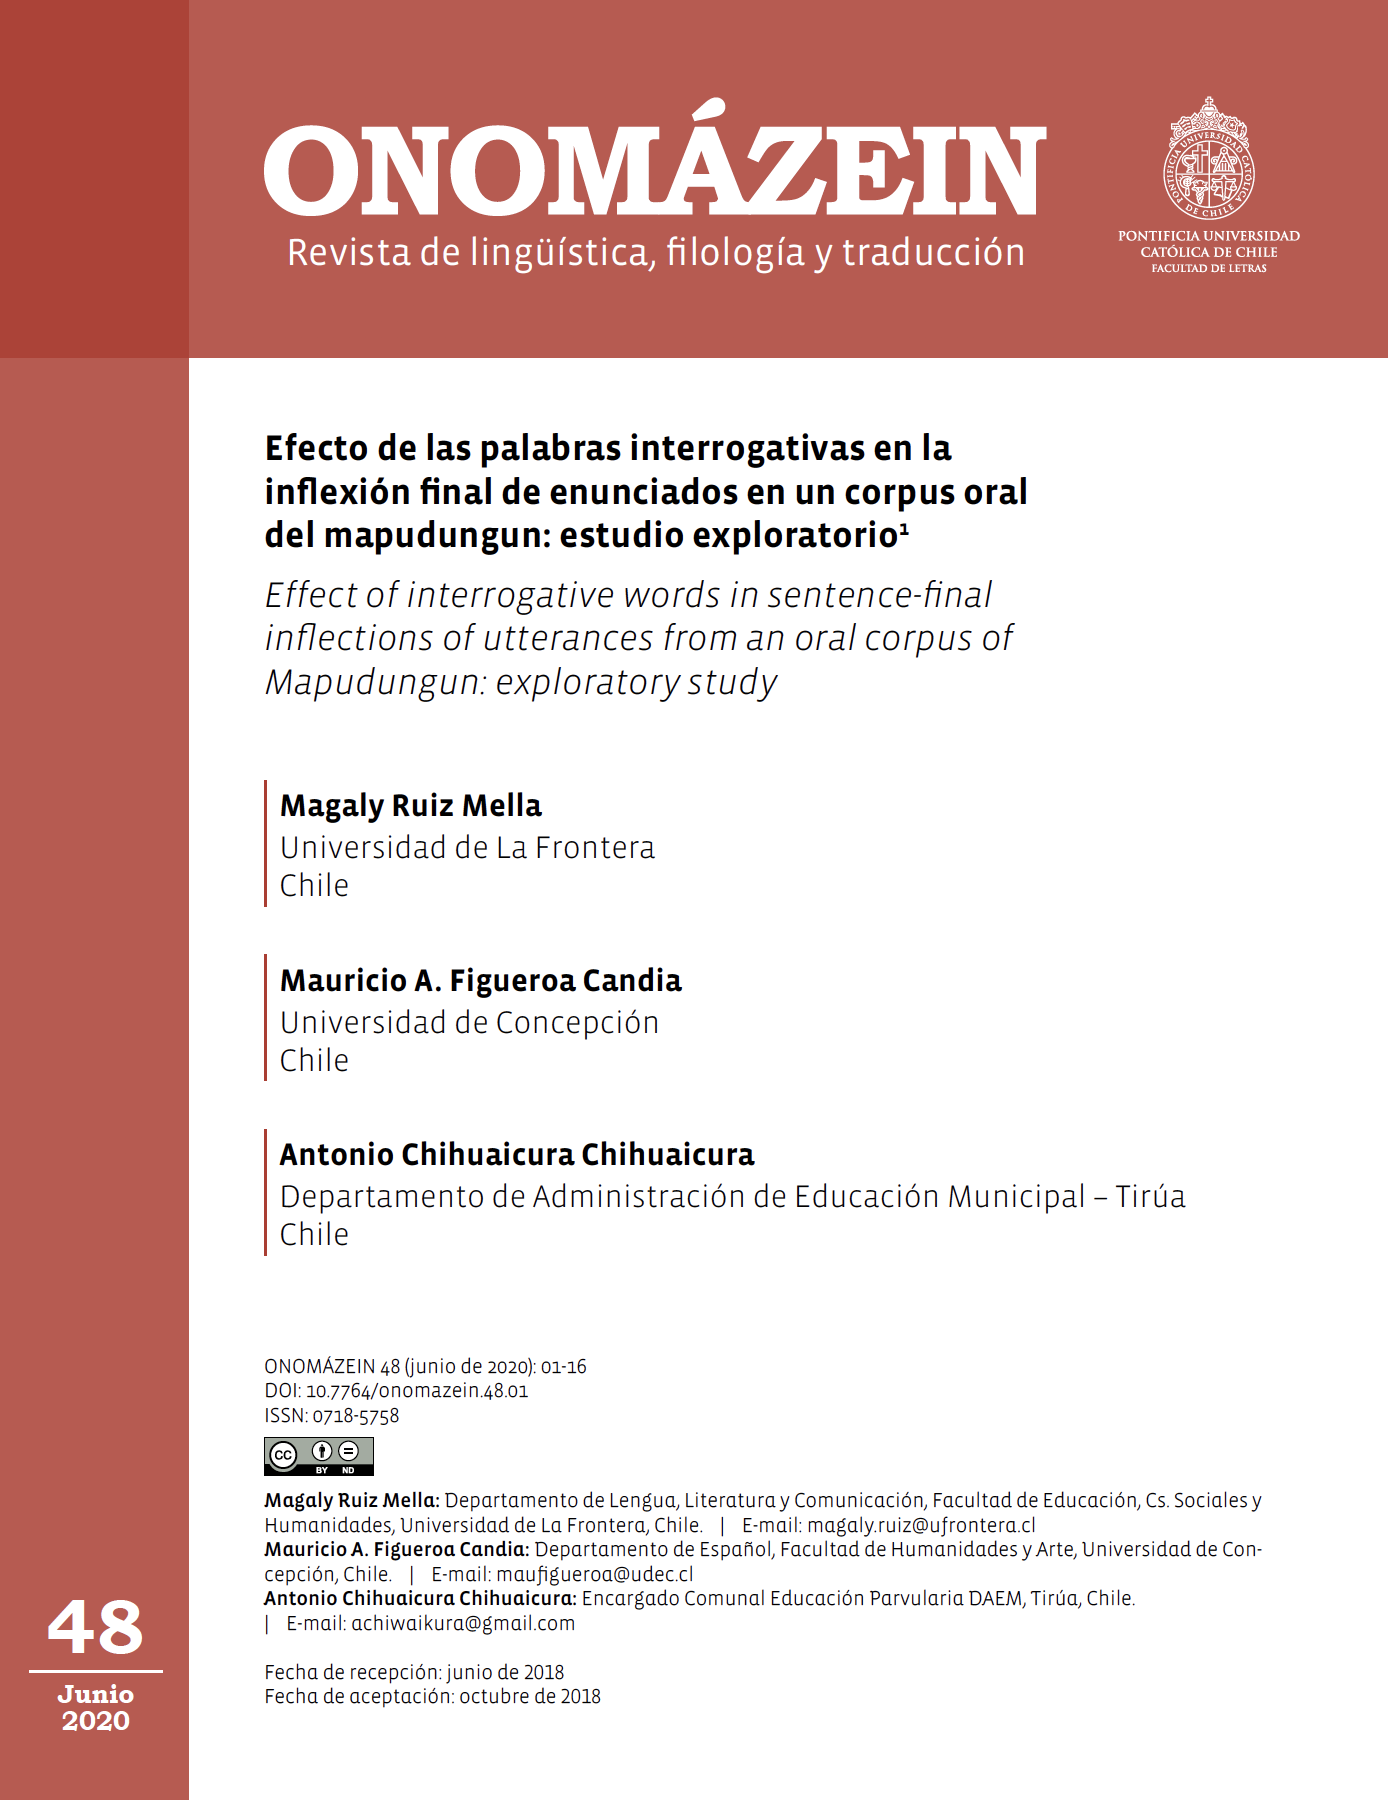 ONOMÁZEIN
Revista de lingüística, filología y traducción
PONTIFICIA UNIVERSIDAD CATÓLICA DE CHILE
PONTIFICIA UNIVERSIDAD
CATÓLICA DE CHILE
FACULTAD DE LETRAS
Efecto de las palabras interrogativas en la
inflexión final de enunciados en un corpus oral
del mapudungun: estudio exploratorio¹
Effect of interrogative words in sentence-final
inflections of utterances from an oral corpus of
Mapudungun: exploratory study
Magaly Ruiz Mella
Universidad de La Frontera
Chile
Mauricio A. Figueroa Candia
Universidad de Concepción
Chile
Antonio Chihuaicura Chihuaicura
Departamento de Administración de Educación Municipal – Tirúa
Chile
ONOMÁZEIN 48 (junio de 2020): 01-16
DOI: 10.7764/onomazein.48.01
ISSN: 0718-5758
CC BY ND
Magaly Ruiz Mella: Departamento de Lengua, Literatura y Comunicación, Facultad de Educación, Cs. Sociales y
Humanidades, Universidad de La Frontera, Chile. | E-mail: magaly.ruiz@ufrontera.cl
Mauricio A. Figueroa Candia: Departamento de Español, Facultad de Humanidades y Arte, Universidad de Con-
cepción, Chile. | E-mail: maufigueroa@udec.cl
Antonio Chihuaicura Chihuaicura: Encargado Comunal Educación Parvularia DAEM, Tirúa, Chile.
| E-mail: achiwaikura@gmail.com
Fecha de recepción: junio de 2018
Fecha de aceptación: octubre de 2018
48
Junio
2020